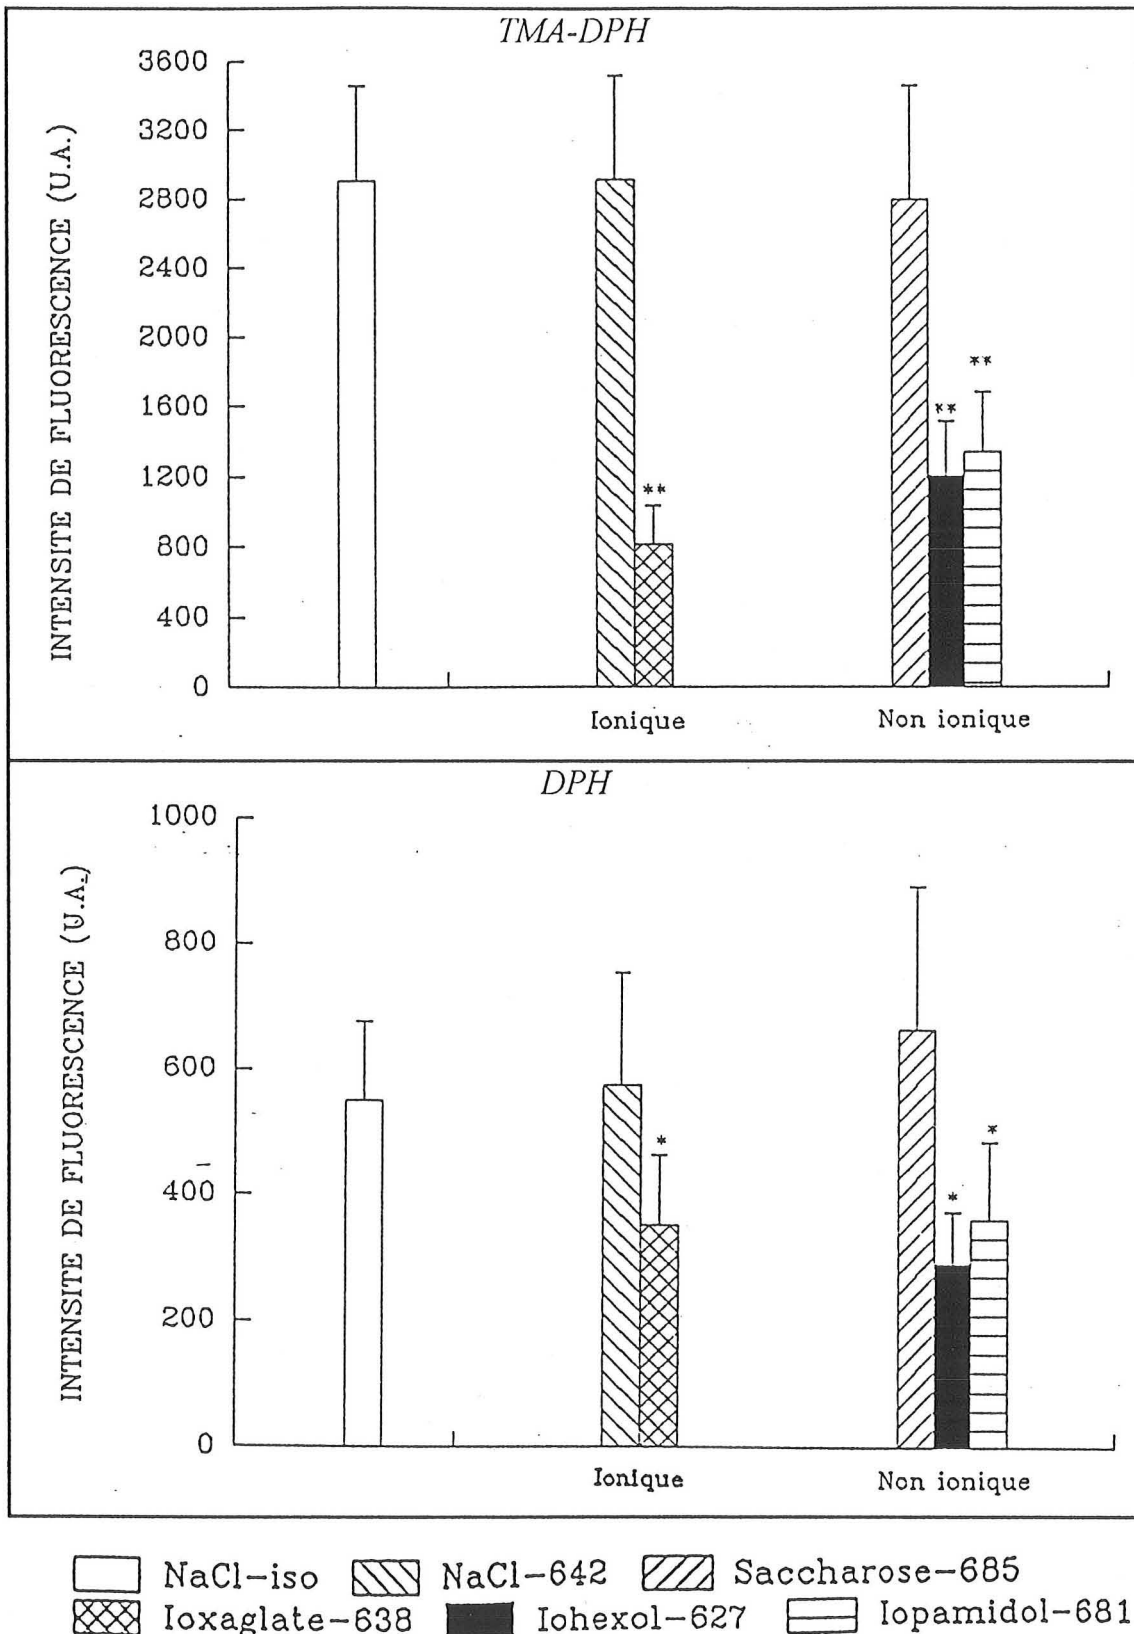 TMA-DPH
INTENSITE DE FLUORESCENCE (U.A.)
3600
3200
2800
2400
2000
1600
1200
800
400
0
**
**
**
Ionique
Non ionique
DPH
INTENSITE DE FLUORESCENCE (U.A.)
1000
800
600
400
200
0
*
*
*
Ionique
Non ionique
NaCl-iso NaCl-642 Saccharose-685
Ioxaglate-638 Iohexol-627 Iopamidol-681